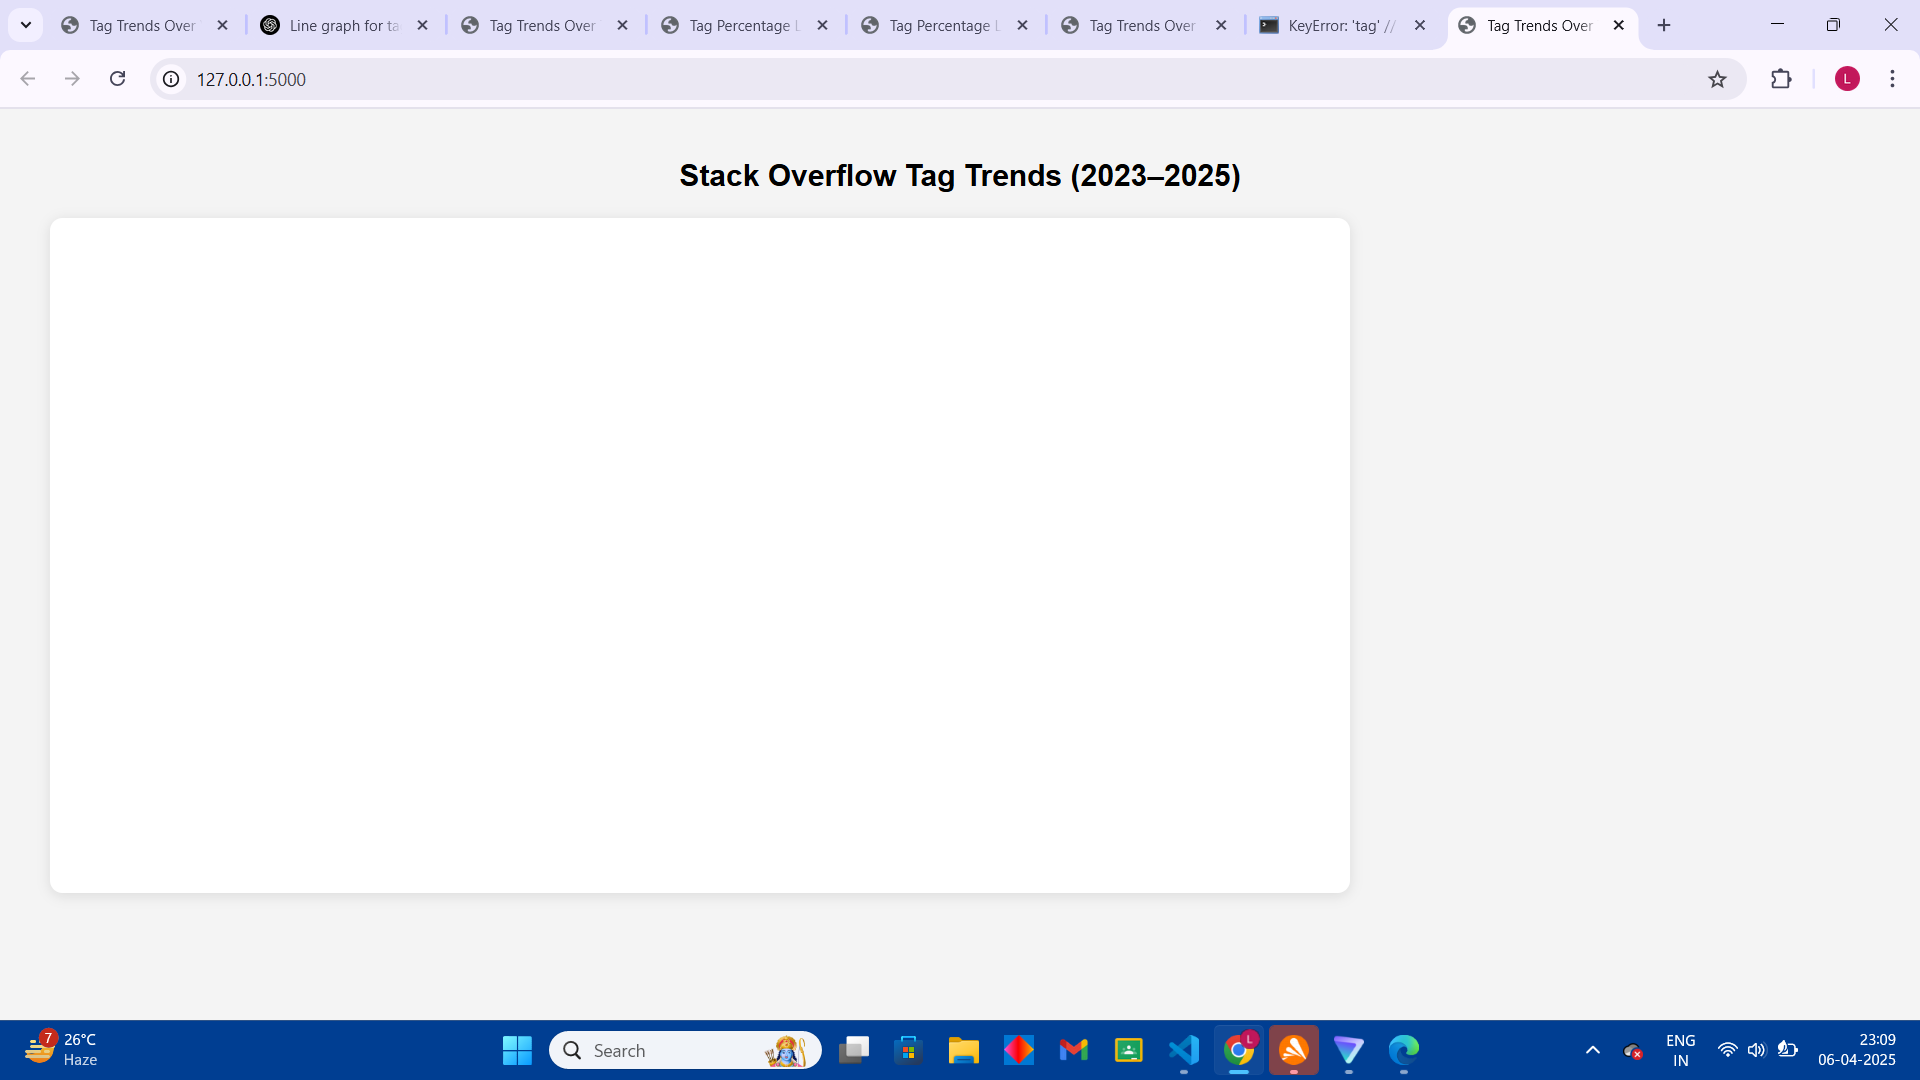 Tag Trends Over
Line graph for ta
Tag Trends Over
Tag Percentage L
Tag Percentage L
Tag Trends Over
KeyError: 'tag' //
Tag Trends Over
127.0.0.1:5000
L
Stack Overflow Tag Trends (2023–2025)
7
26°C
Haze
Search
L
ENG
IN
23:09
06-04-2025